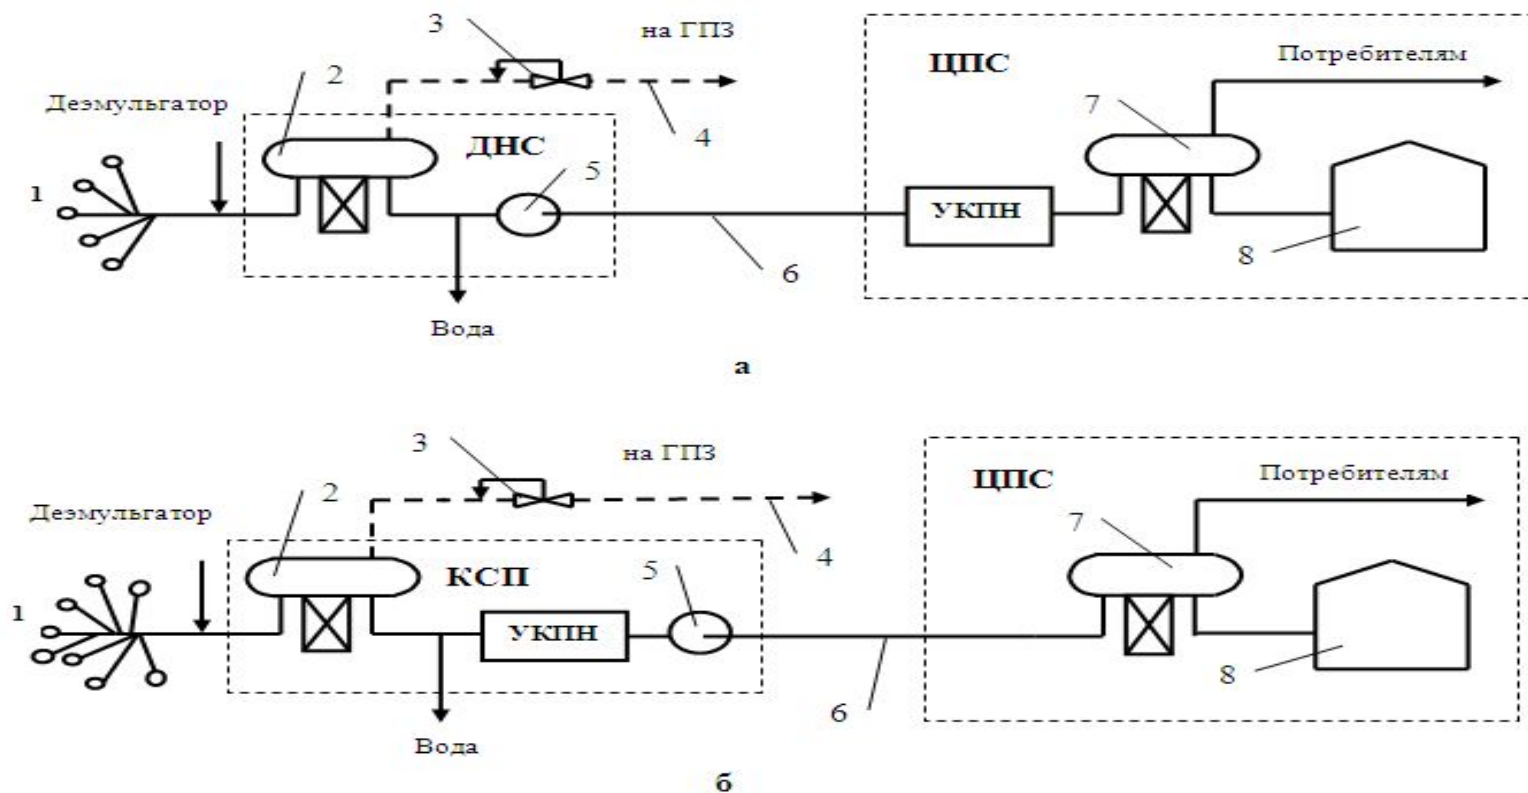 3
на ГПЗ
ЦПС
Потребителям
2
Деэмульгатор
7
4
ДНС
5
1
УКПН
8
6
Вода
а
3
на ГПЗ
ЦПС
Потребителям
2
Деэмульгатор
7
4
КСП
5
1
УКПН
8
6
Вода
б